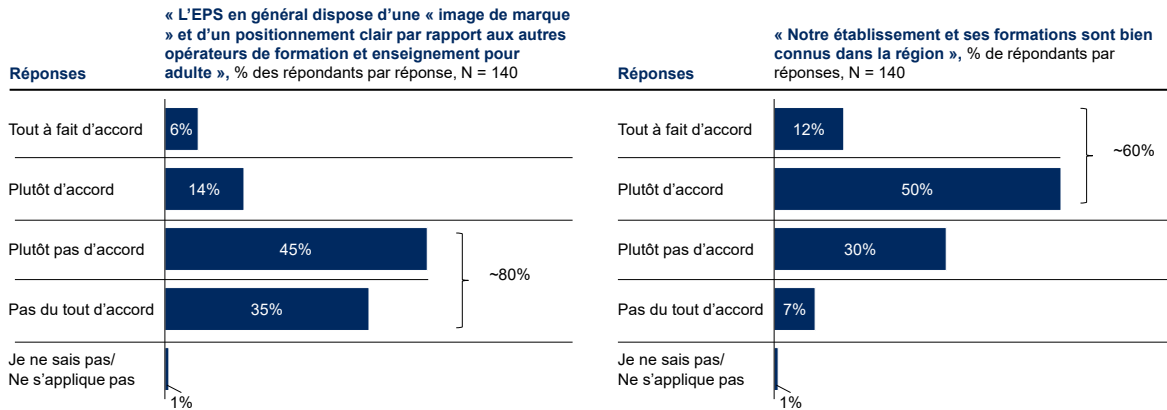 Réponses
« L’EPS en général dispose d’une « image de marque
» et d’un positionnement clair par rapport aux autres
opérateurs de formation et enseignement pour
adulte », % des répondants par réponse, N = 140
Tout à fait d’accord
6%
Plutôt d’accord
14%
Plutôt pas d’accord
45%
Pas du tout d’accord
35%
~80%
Je ne sais pas/
Ne s’applique pas
1%
Réponses
« Notre établissement et ses formations sont bien
connus dans la région », % de répondants par
réponses, N = 140
Tout à fait d’accord
12%
Plutôt d’accord
50%
~60%
Plutôt pas d’accord
30%
Pas du tout d’accord
7%
Je ne sais pas/
Ne s’applique pas
1%